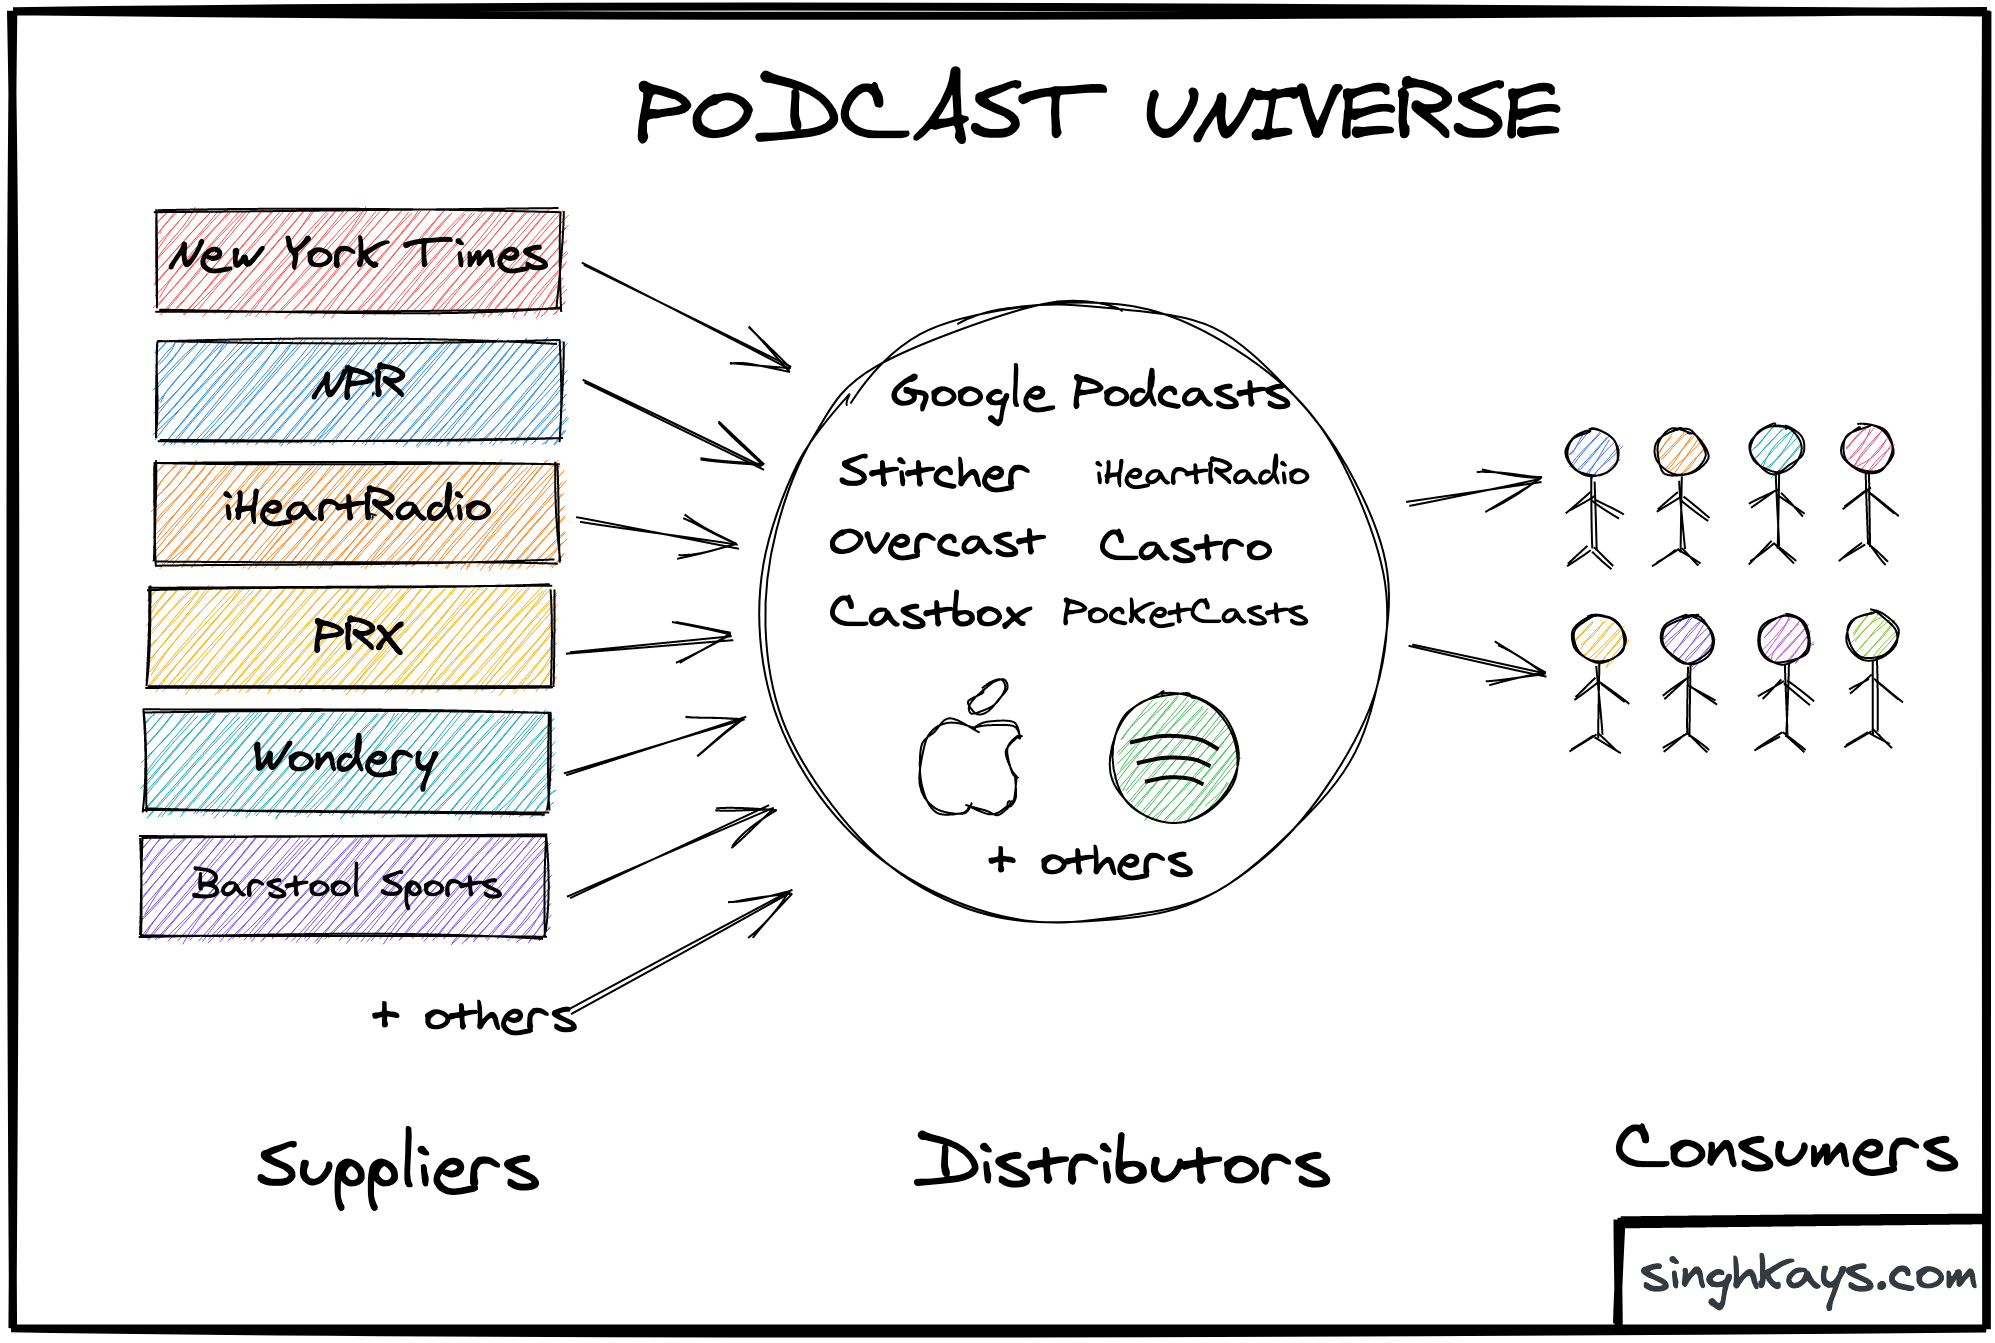 PODCAST UNIVERSE
New York Times
NPR
iHeartRadio
PRX
Wondery
Barstool Sports
+ others
Google Podcasts
Stitcher iHeartRadio
Overcast Castro
Castbox PocketCasts
+ others
Suppliers
Distributors
Consumers
singhkays.com